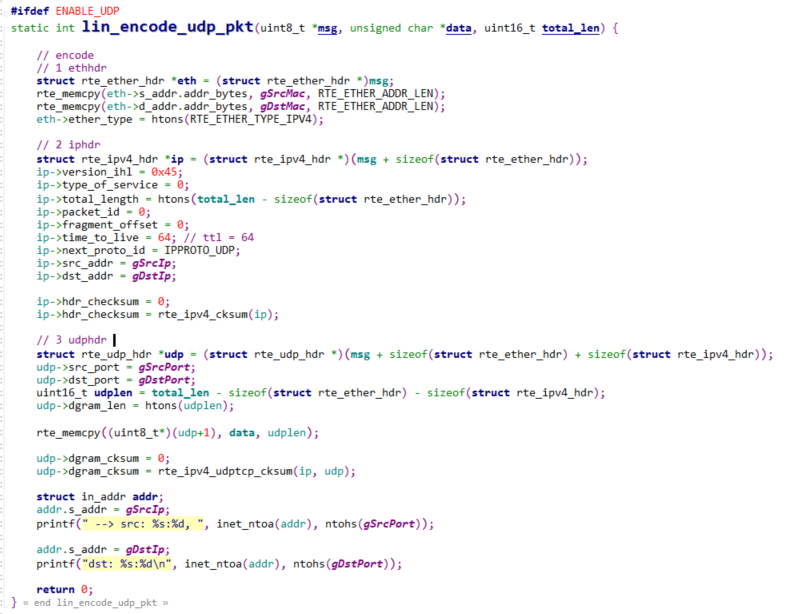 #ifdef ENABLE_UDP
static int lin_encode_udp_pkt(uint8_t *msg, unsigned char *data, uint16_t total_len) {
// encode
// 1 ethhdr
struct rte_ether_hdr *eth = (struct rte_ether_hdr *)msg;
rte_memcpy(eth->s_addr.addr_bytes, gSrcMac, RTE_ETHER_ADDR_LEN);
rte_memcpy(eth->d_addr.addr_bytes, gDstMac, RTE_ETHER_ADDR_LEN);
eth->ether_type = htons(RTE_ETHER_TYPE_IPV4);
// 2 iphdr
struct rte_ipv4_hdr *ip = (struct rte_ipv4_hdr *)(msg + sizeof(struct rte_ether_hdr));
ip->version_ihl = 0x45;
ip->type_of_service = 0;
ip->total_length = htons(total_len - sizeof(struct rte_ether_hdr));
ip->packet_id = 0;
ip->fragment_offset = 0;
ip->time_to_live = 64; // ttl = 64
ip->next_proto_id = IPPROTO_UDP;
ip->src_addr = gSrcIp;
ip->dst_addr = gDstIp;
ip->hdr_checksum = 0;
ip->hdr_checksum = rte_ipv4_cksum(ip);
// 3 udphdr
struct rte_udp_hdr *udp = (struct rte_udp_hdr *)(msg + sizeof(struct rte_ether_hdr) + sizeof(struct rte_ipv4_hdr));
udp->src_port = gSrcPort;
udp->dst_port = gDstPort;
uint16_t udplen = total_len - sizeof(struct rte_ether_hdr) - sizeof(struct rte_ipv4_hdr);
udp->dgram_len = htons(udplen);
rte_memcpy((uint8_t*)(udp+1), data, udplen);
udp->dgram_cksum = 0;
udp->dgram_cksum = rte_ipv4_udptcp_cksum(ip, udp);
struct in_addr addr;
addr.s_addr = gSrcIp;
printf(" --> src: %s:%d, ", inet_ntoa(addr), ntohs(gSrcPort));
addr.s_addr = gDstIp;
printf("dst: %s:%d\n", inet_ntoa(addr), ntohs(gDstPort));
return 0;
} « end lin_encode_udp_pkt »